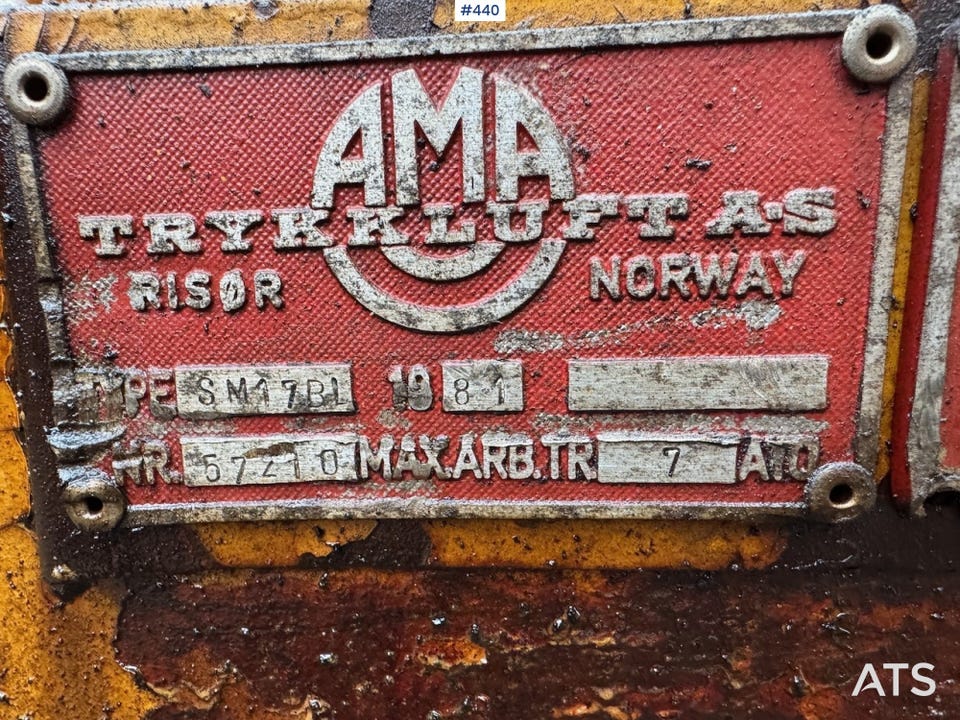 #440
AMA
TRYKKLUFT A·S
RISØR NORWAY
TYPE SM17BL 1981
NR. 57210 MAX.ARB.TR. 7 ATO
ATS